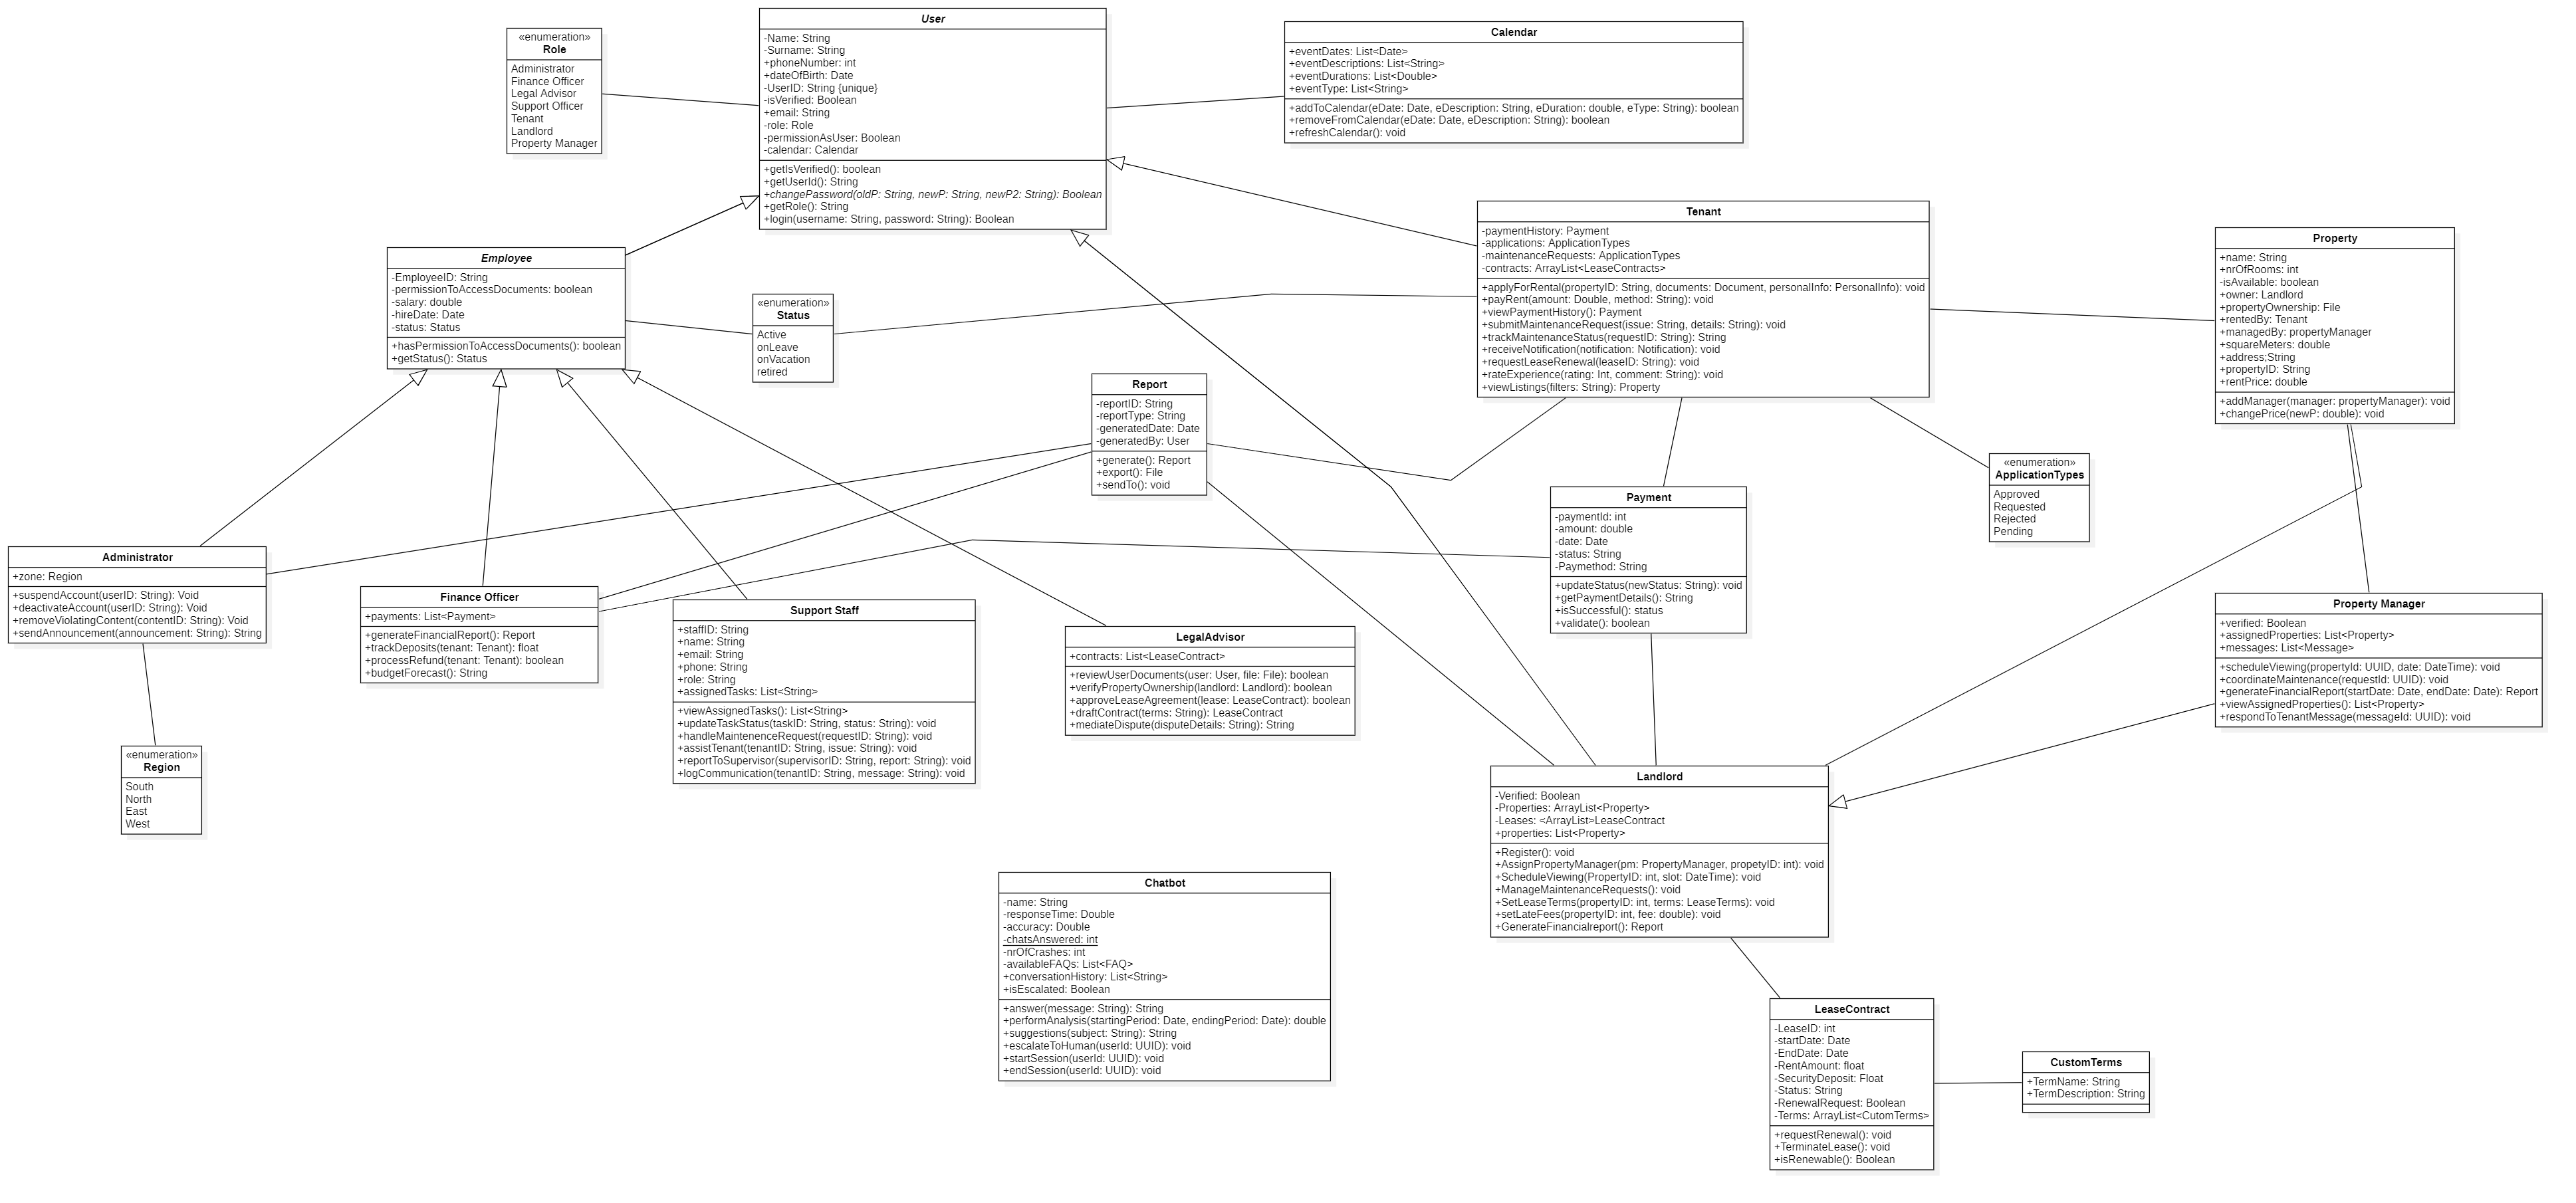 «enumeration»
Role
Administrator
Finance Officer
Legal Advisor
Support Officer
Tenant
Landlord
Property Manager
User
-Name: String
-Surname: String
+phoneNumber: int
+dateOfBirth: Date
-UserID: String {unique}
-isVerified: Boolean
+email: String
-role: Role
-permissionAsUser: Boolean
-calendar: Calendar
+getIsVerified(): boolean
+getUserId(): String
+changePassword(oldP: String, newP: String, newP2: String): Boolean
+getRole(): String
+login(username: String, password: String): Boolean
Calendar
+eventDates: List<Date>
+eventDescriptions: List<String>
+eventDurations: List<Double>
+eventType: List<String>
+addToCalendar(eDate: Date, eDescription: String, eDuration: double, eType: String): boolean
+removeFromCalendar(eDate: Date, eDescription: String): boolean
+refreshCalendar(): void
Employee
-EmployeeID: String
-permissionToAccessDocuments: boolean
-salary: double
-hireDate: Date
-status: Status
+hasPermissionToAccessDocuments(): boolean
+getStatus(): Status
«enumeration»
Status
Active
onLeave
onVacation
retired
Tenant
-paymentHistory: Payment
-applications: ApplicationTypes
-maintenanceRequests: ApplicationTypes
-contracts: ArrayList<LeaseContracts>
+applyForRental(propertyID: String, documents: Document, personalInfo: PersonalInfo): void
+payRent(amount: Double, method: String): void
+viewPaymentHistory(): Payment
+submitMaintenanceRequest(issue: String, details: String): void
+trackMaintenanceStatus(requestID: String): String
+receiveNotification(notification: Notification): void
+requestLeaseRenewal(leaseID: String): void
+rateExperience(rating: Int, comment: String): void
+viewListings(filters: String): Property
Property
+name: String
+nrOfRooms: int
-isAvailable: boolean
+owner: Landlord
+propertyOwnership: File
+rentedBy: Tenant
+managedBy: propertyManager
+squareMeters: double
+address;String
+propertyID: String
+rentPrice: double
+addManager(manager: propertyManager): void
+changePrice(newP: double): void
Report
-reportID: String
-reportType: String
-generatedDate: Date
-generatedBy: User
+generate(): Report
+export(): File
+sendTo(): void
«enumeration»
ApplicationTypes
Approved
Requested
Rejected
Pending
Payment
-paymentId: int
-amount: double
-date: Date
-status: String
-Paymethod: String
+updateStatus(newStatus: String): void
+getPaymentDetails(): String
+isSuccessful(): status
+validate(): boolean
Administrator
+zone: Region
+suspendAccount(userID: String): Void
+deactivateAccount(userID: String): Void
+removeViolatingContent(contentID: String): Void
+sendAnnouncement(announcement: String): String
Finance Officer
+payments: List<Payment>
+generateFinancialReport(): Report
+trackDeposits(tenant: Tenant): float
+processRefund(tenant: Tenant): boolean
+budgetForecast(): String
Support Staff
+staffID: String
+name: String
+email: String
+phone: String
+role: String
+assignedTasks: List<String>
+viewAssignedTasks(): List<String>
+updateTaskStatus(taskID: String, status: String): void
+handleMaintenenceRequest(requestID: String): void
+assistTenant(tenantID: String, issue: String): void
+reportToSupervisor(supervisorID: String, report: String): void
+logCommunication(tenantID: String, message: String): void
LegalAdvisor
+contracts: List<LeaseContract>
+reviewUserDocuments(user: User, file: File): boolean
+verifyPropertyOwnership(landlord: Landlord): boolean
+approveLeaseAgreement(lease: LeaseContract): boolean
+draftContract(terms: String): LeaseContract
+mediateDispute(disputeDetails: String): String
Property Manager
+verified: Boolean
+assignedProperties: List<Property>
+messages: List<Message>
+scheduleViewing(propertyId: UUID, date: DateTime): void
+coordinateMaintenance(requestId: UUID): void
+generateFinancialReport(startDate: Date, endDate: Date): Report
+viewAssignedProperties(): List<Property>
+respondToTenantMessage(messageId: UUID): void
«enumeration»
Region
South
North
East
West
Landlord
-Verified: Boolean
-Properties: ArrayList<Property>
-Leases: <ArrayList>LeaseContract
+properties: List<Property>
+Register(): void
+AssignPropertyManager(pm: PropertyManager, propetyID: int): void
+ScheduleViewing(PropertyID: int, slot: DateTime): void
+ManageMaintenanceRequests(): void
+SetLeaseTerms(propertyID: int, terms: LeaseTerms): void
+setLateFees(propertyID: int, fee: double): void
+GenerateFinancialreport(): Report
Chatbot
-name: String
-responseTime: Double
-accuracy: Double
-chatsAnswered: int
-nrOfCrashes: int
-availableFAQs: List<FAQ>
+conversationHistory: List<String>
+isEscalated: Boolean
+answer(message: String): String
+performAnalysis(startingPeriod: Date, endingPeriod: Date): double
+suggestions(subject: String): String
+escalateToHuman(userId: UUID): void
+startSession(userId: UUID): void
+endSession(userId: UUID): void
LeaseContract
-LeaseID: int
-startDate: Date
-EndDate: Date
-RentAmount: float
-SecurityDeposit: Float
-Status: String
-RenewalRequest: Boolean
-Terms: ArrayList<CutomTerms>
+requestRenewal(): void
+TerminateLease(): void
+isRenewable(): Boolean
CustomTerms
+TermName: String
+TermDescription: String